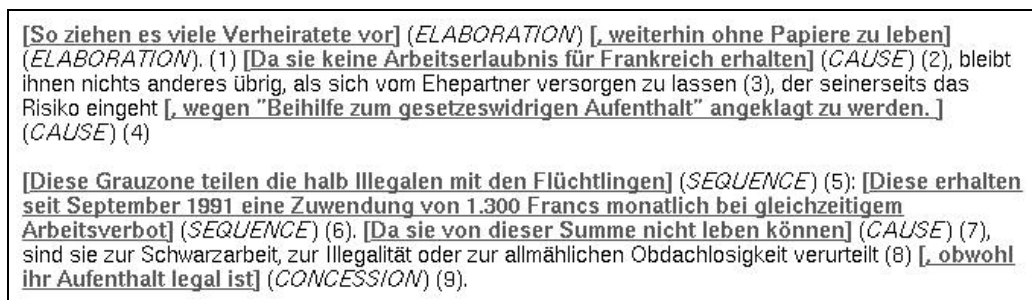 [So ziehen es viele Verheiratete vor] (ELABORATION) [, weiterhin ohne Papiere zu leben]
(ELABORATION). (1) [Da sie keine Arbeitserlaubnis für Frankreich erhalten] (CAUSE) (2), bleibt
ihnen nichts anderes übrig, als sich vom Ehepartner versorgen zu lassen (3), der seinerseits das
Risiko eingeht [, wegen "Beihilfe zum gesetzeswidrigen Aufenthalt" angeklagt zu werden. ]
(CAUSE) (4)
[Diese Grauzone teilen die halb Illegalen mit den Flüchtlingen] (SEQUENCE) (5): [Diese erhalten
seit September 1991 eine Zuwendung von 1.300 Francs monatlich bei gleichzeitigem
Arbeitsverbot] (SEQUENCE) (6). [Da sie von dieser Summe nicht leben können] (CAUSE) (7),
sind sie zur Schwarzarbeit, zur Illegalität oder zur allmählichen Obdachlosigkeit verurteilt (8) [, obwohl
ihr Aufenthalt legal ist] (CONCESSION) (9).